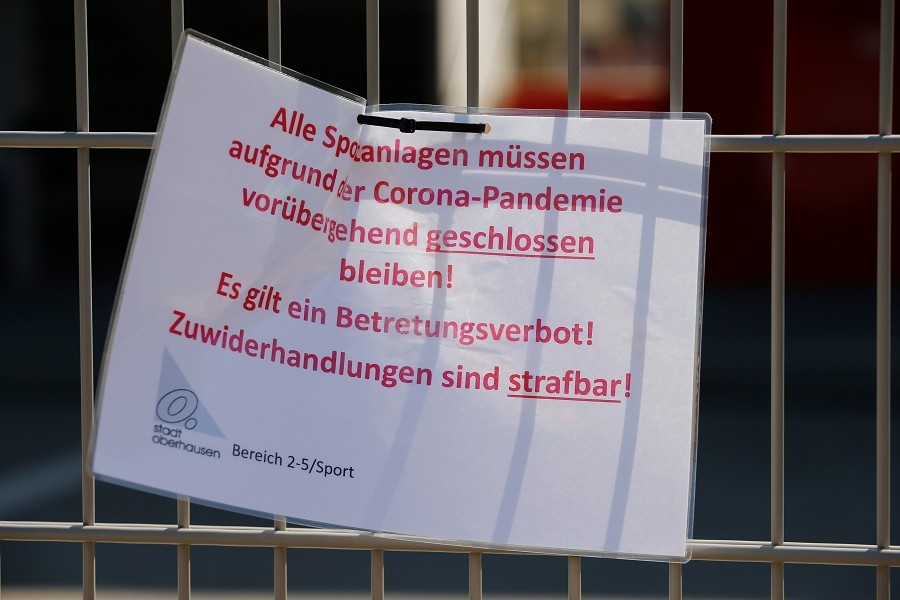 Alle Sportanlagen müssen
aufgrund der Corona-Pandemie
vorübergehend geschlossen
bleiben!
Es gilt ein Betretungsverbot!
Zuwiderhandlungen sind strafbar!
stadt
oberhausen
Bereich 2-5/Sport